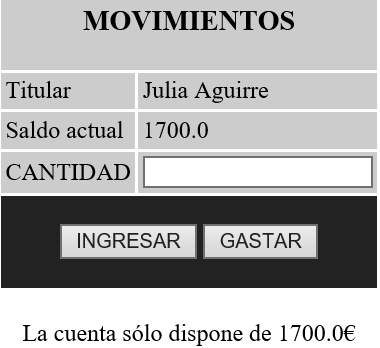 MOVIMIENTOS
Titular Julia Aguirre
Saldo actual 1700.0
CANTIDAD
INGRESAR GASTAR
La cuenta sólo dispone de 1700.0€